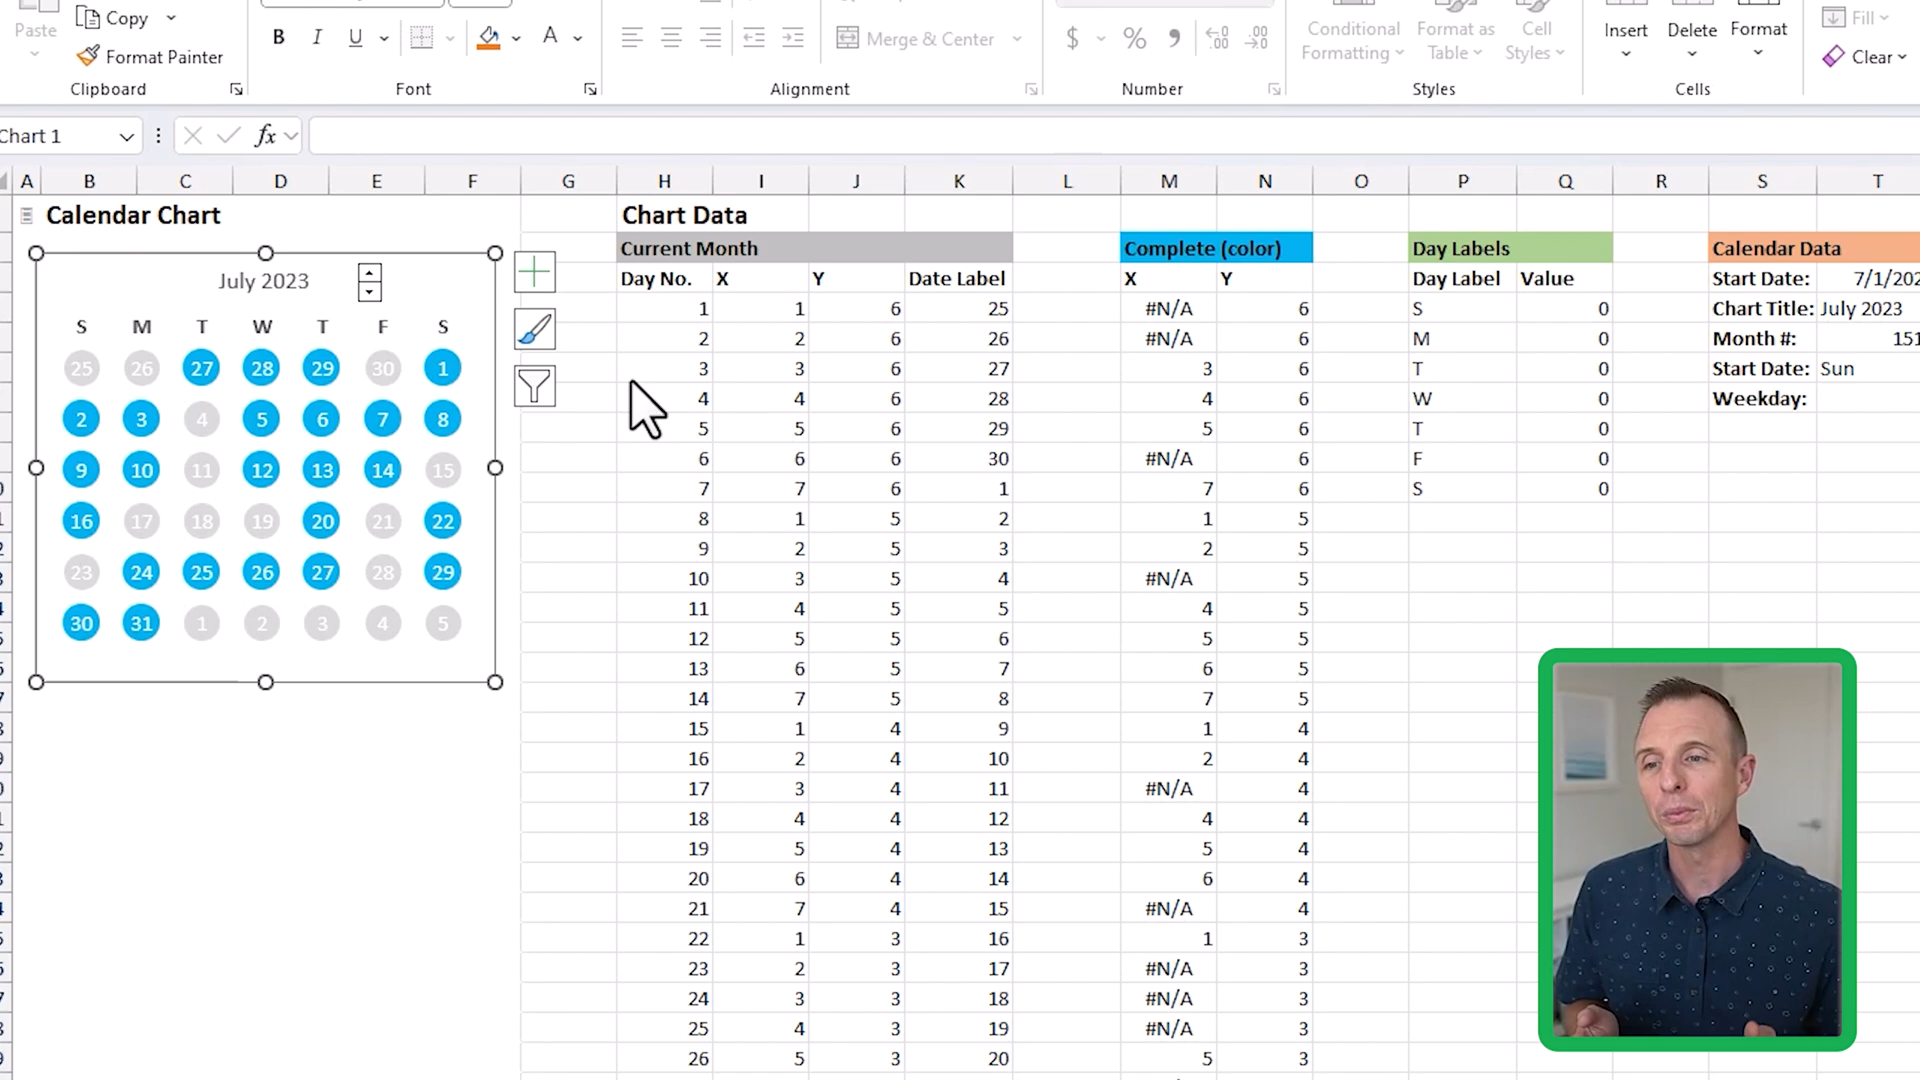 Paste
Copy
Format Painter
Clipboard
B I U A
Font
Merge & Center
Alignment
$ % 9
Number
Conditional Formatting
Format as Table
Cell Styles
Styles
Insert Delete Format
Cells
Fill
Clear
Chart 1 fx
A B C D E F G H I J K L M N O P Q R S T
Calendar Chart
July 2023
S M T W T F S
25 26 27 28 29 30 1
2 3 4 5 6 7 8
9 10 11 12 13 14 15
16 17 18 19 20 21 22
23 24 25 26 27 28 29
30 31 1 2 3 4 5
Chart Data
Current Month
Day No. X Y Date Label
1 1 6 25
2 2 6 26
3 3 6 27
4 4 6 28
5 5 6 29
6 6 6 30
7 7 6 1
8 1 5 2
9 2 5 3
10 3 5 4
11 4 5 5
12 5 5 6
13 6 5 7
14 7 5 8
15 1 4 9
16 2 4 10
17 3 4 11
18 4 4 12
19 5 4 13
20 6 4 14
21 7 4 15
22 1 3 16
23 2 3 17
24 3 3 18
25 4 3 19
26 5 3 20
Complete (color)
X Y
#N/A 6
#N/A 6
3 6
4 6
5 6
#N/A 6
7 6
1 5
2 5
#N/A 5
4 5
5 5
6 5
7 5
1 4
2 4
#N/A 4
4 4
5 4
6 4
#N/A 4
1 3
#N/A 3
#N/A 3
#N/A 3
5 3
Day Labels
Day Label Value
S 0
M 0
T 0
W 0
T 0
F 0
S 0
Calendar Data
Start Date: 7/1/202
Chart Title: July 2023
Month #: 151
Start Date: Sun
Weekday: